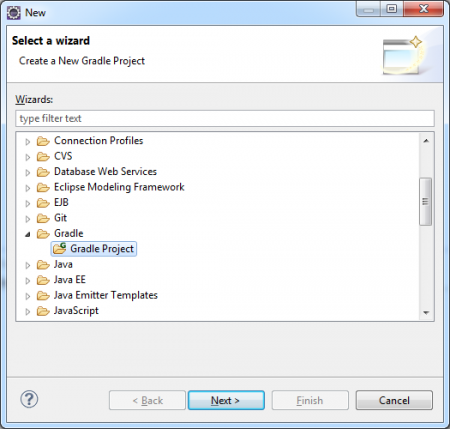 New
Select a wizard
Create a New Gradle Project
Wizards:
type filter text
Connection Profiles
CVS
Database Web Services
Eclipse Modeling Framework
EJB
Git
Gradle
Gradle Project
Java
Java EE
Java Emitter Templates
JavaScript
? < Back Next > Finish Cancel